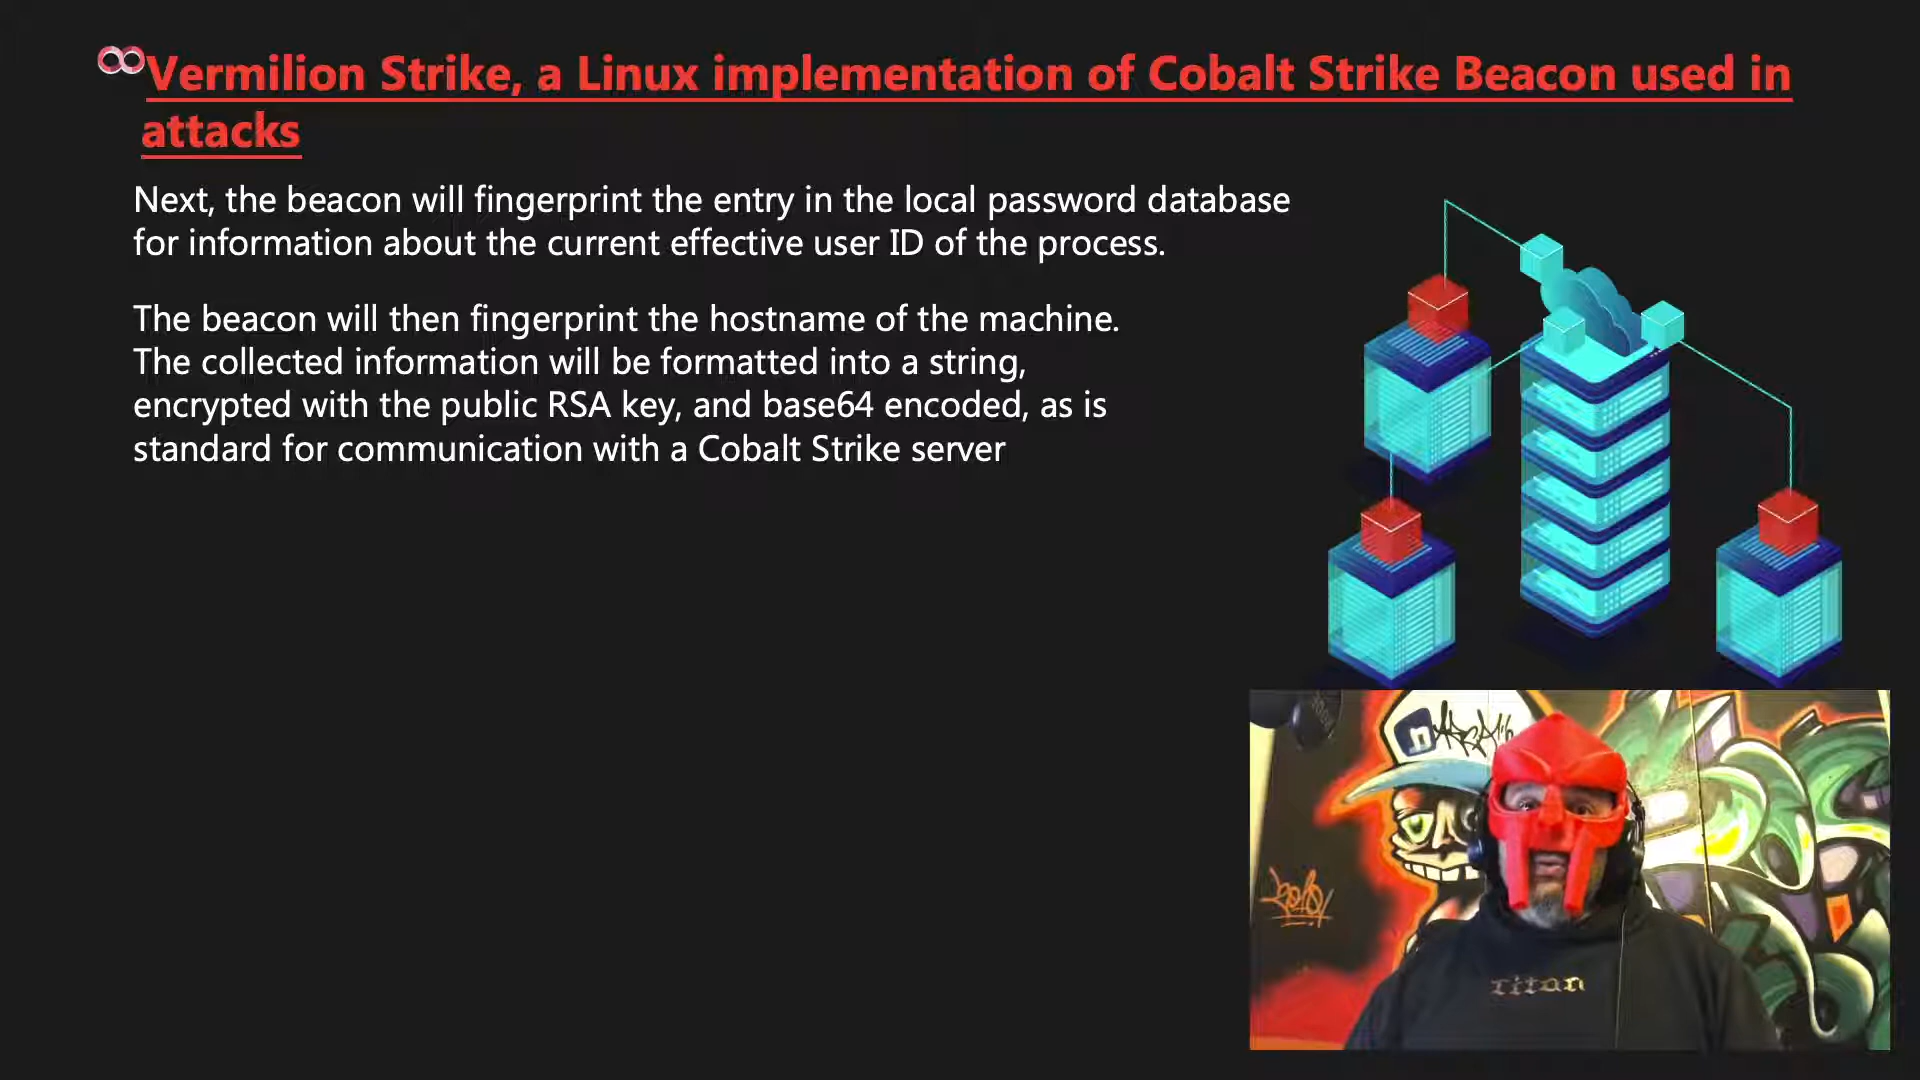 Vermilion Strike, a Linux implementation of Cobalt Strike Beacon used in
attacks
Next, the beacon will fingerprint the entry in the local password database
for information about the current effective user ID of the process.
The beacon will then fingerprint the hostname of the machine.
The collected information will be formatted into a string,
encrypted with the public RSA key, and base64 encoded, as is
standard for communication with a Cobalt Strike server
titan